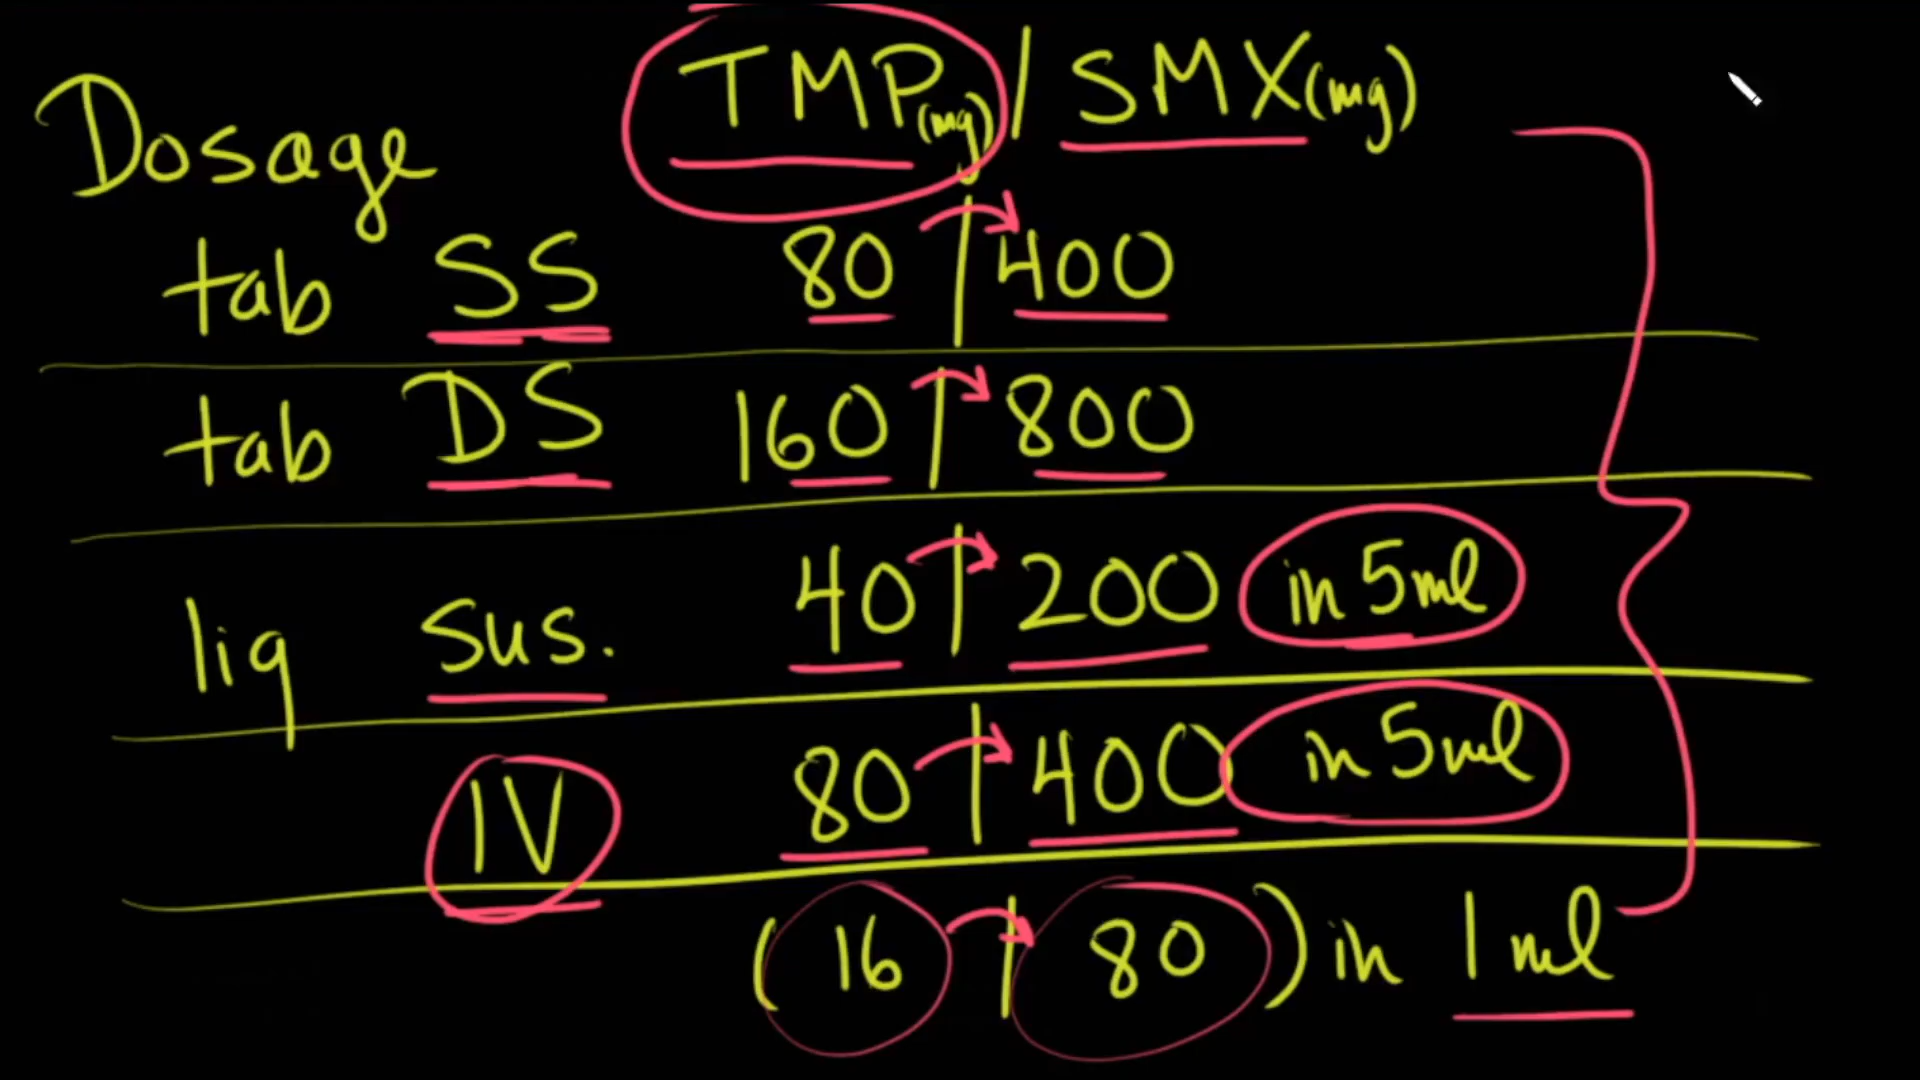 Dosage TMP(mg) / SMX(mg)
tab SS 80 | 400
tab DS 160 | 800
liq sus. 40 | 200 in 5ml
IV 80 | 400 in 5ml
(16 | 80) in 1ml